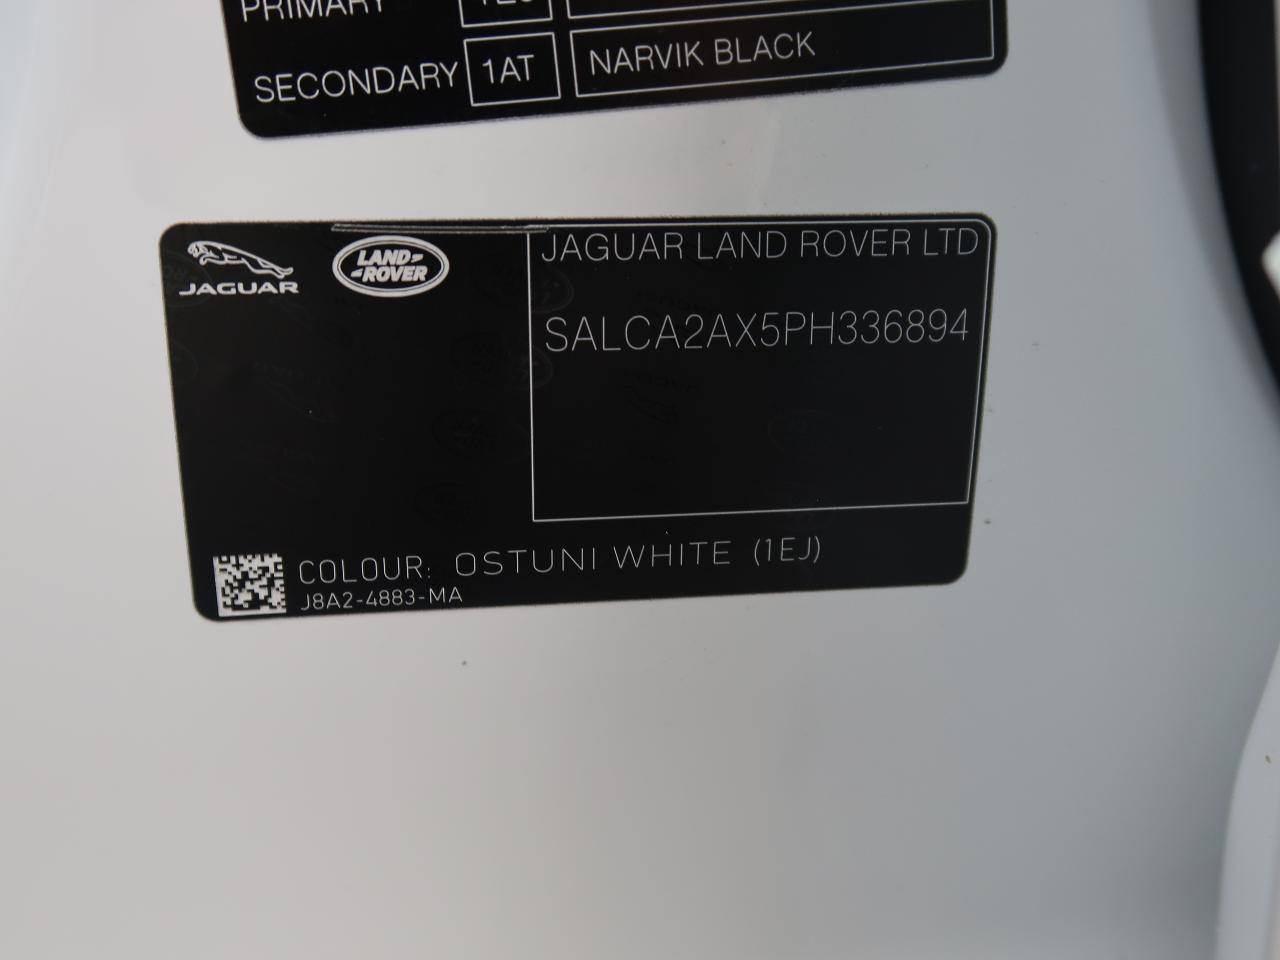 PRIMARY
SECONDARY 1AT NARVIK BLACK
JAGUAR LAND ROVER JAGUAR LAND ROVER LTD
SALCA2AX5PH336894
COLOUR: OSTUNI WHITE (1EJ)
J8A2-4883-MA